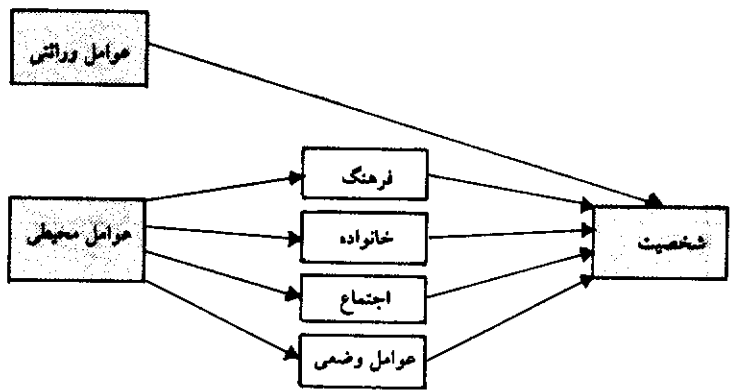 عوامل وراثتی
فرهنگ
عوامل محیطی
خانواده
شخصیت
اجتماع
عوامل وضعی